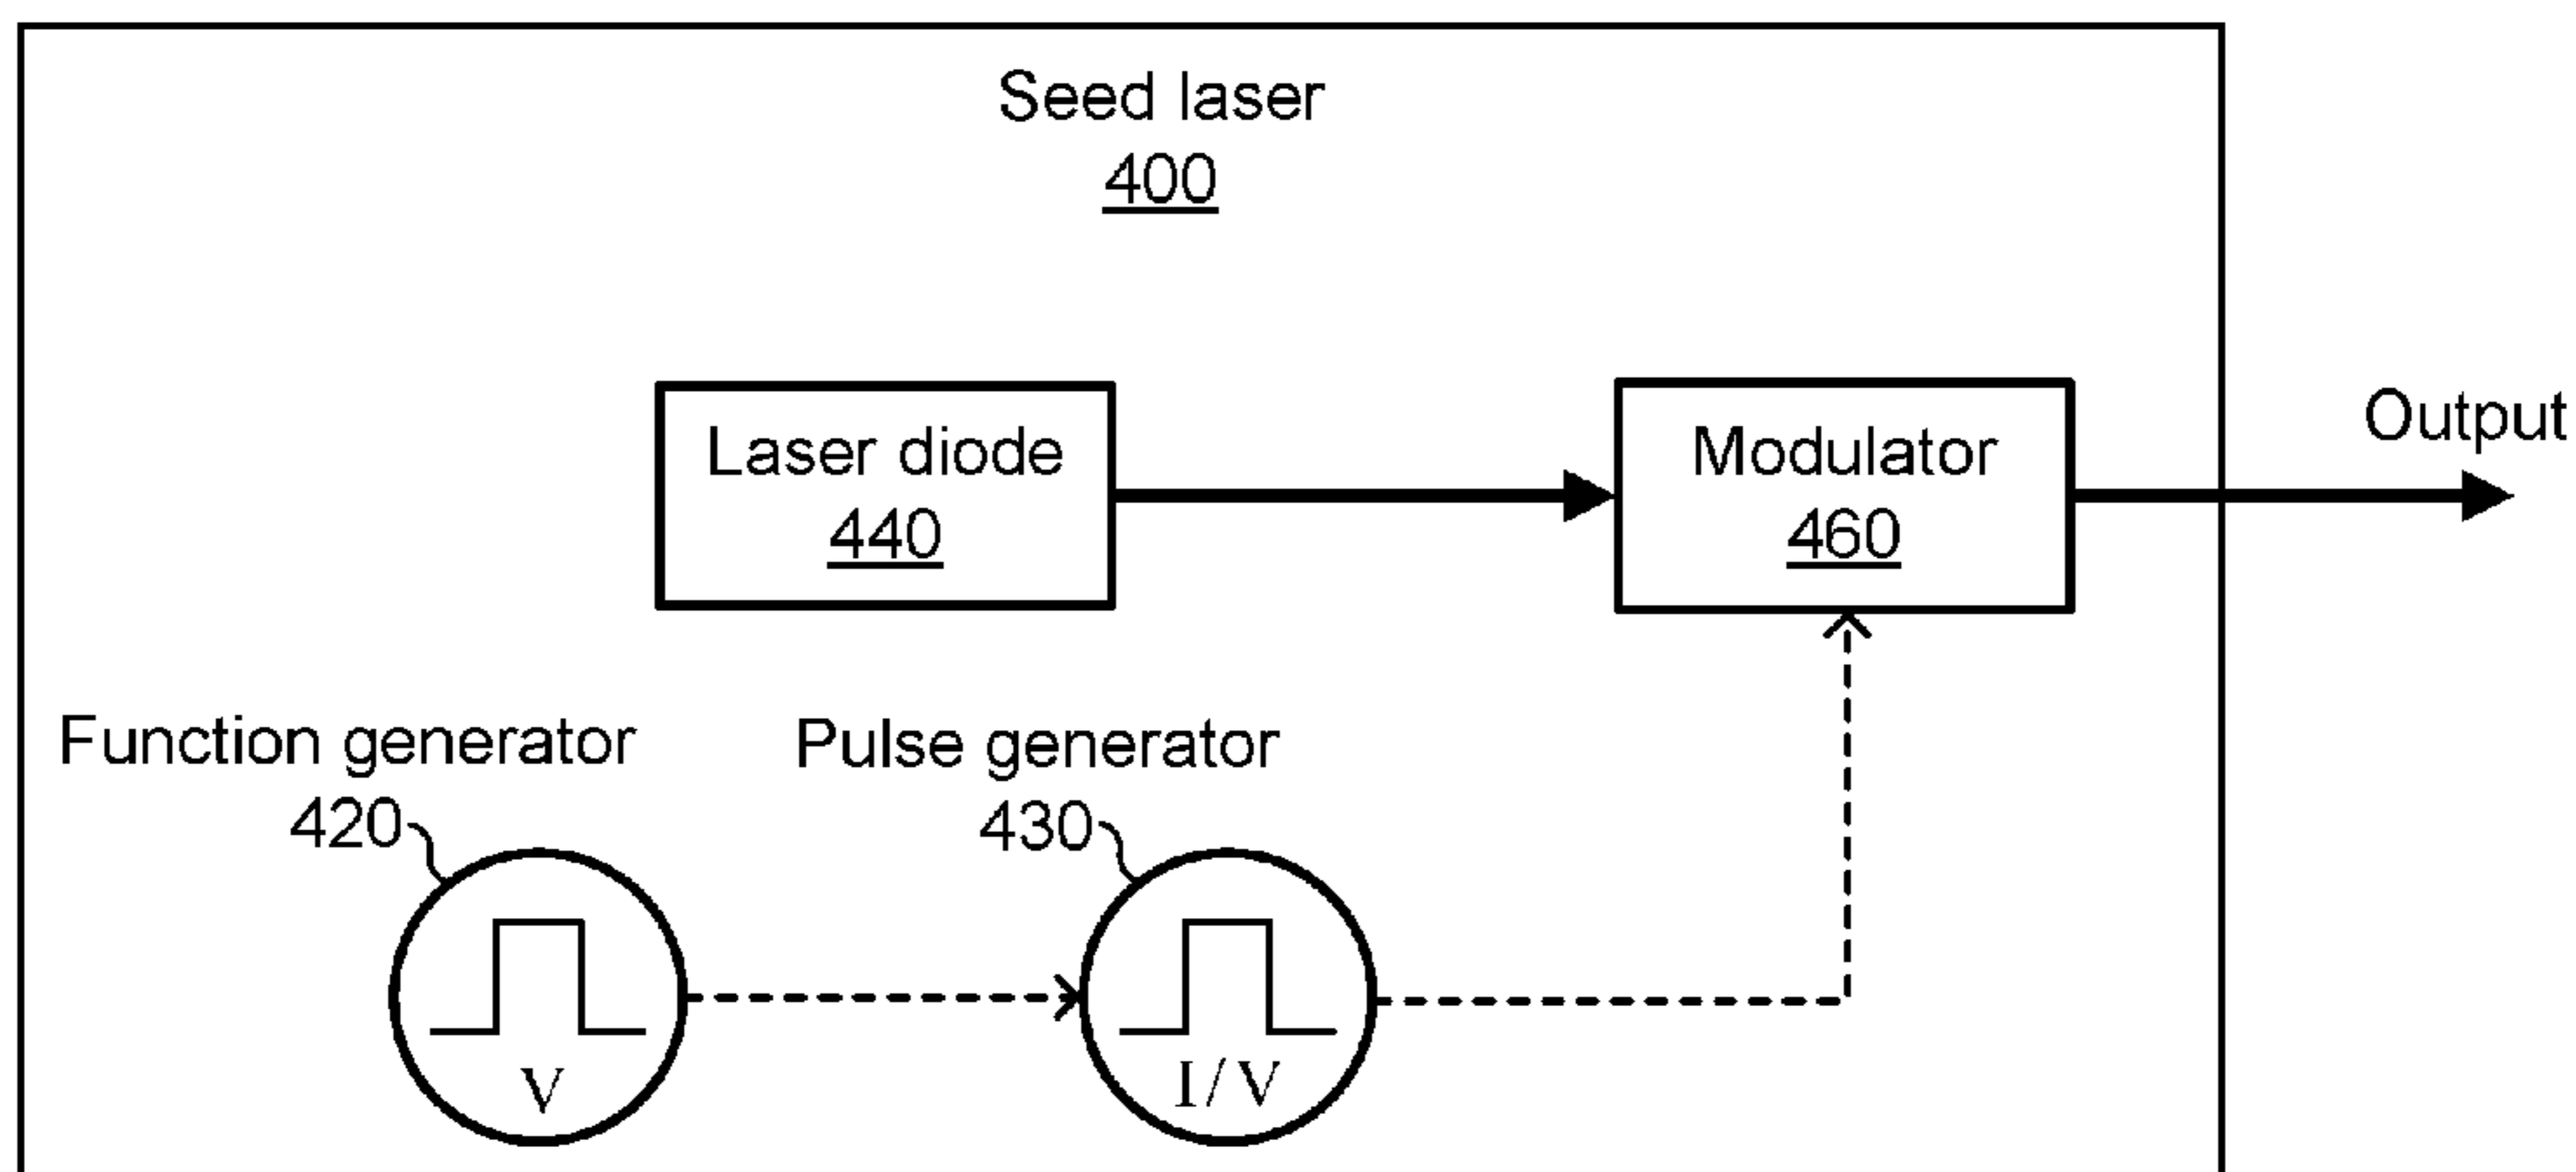 Seed laser
400
Laser diode
440
Modulator
460
Output
Function generator
420
Pulse generator
430
V
I/V